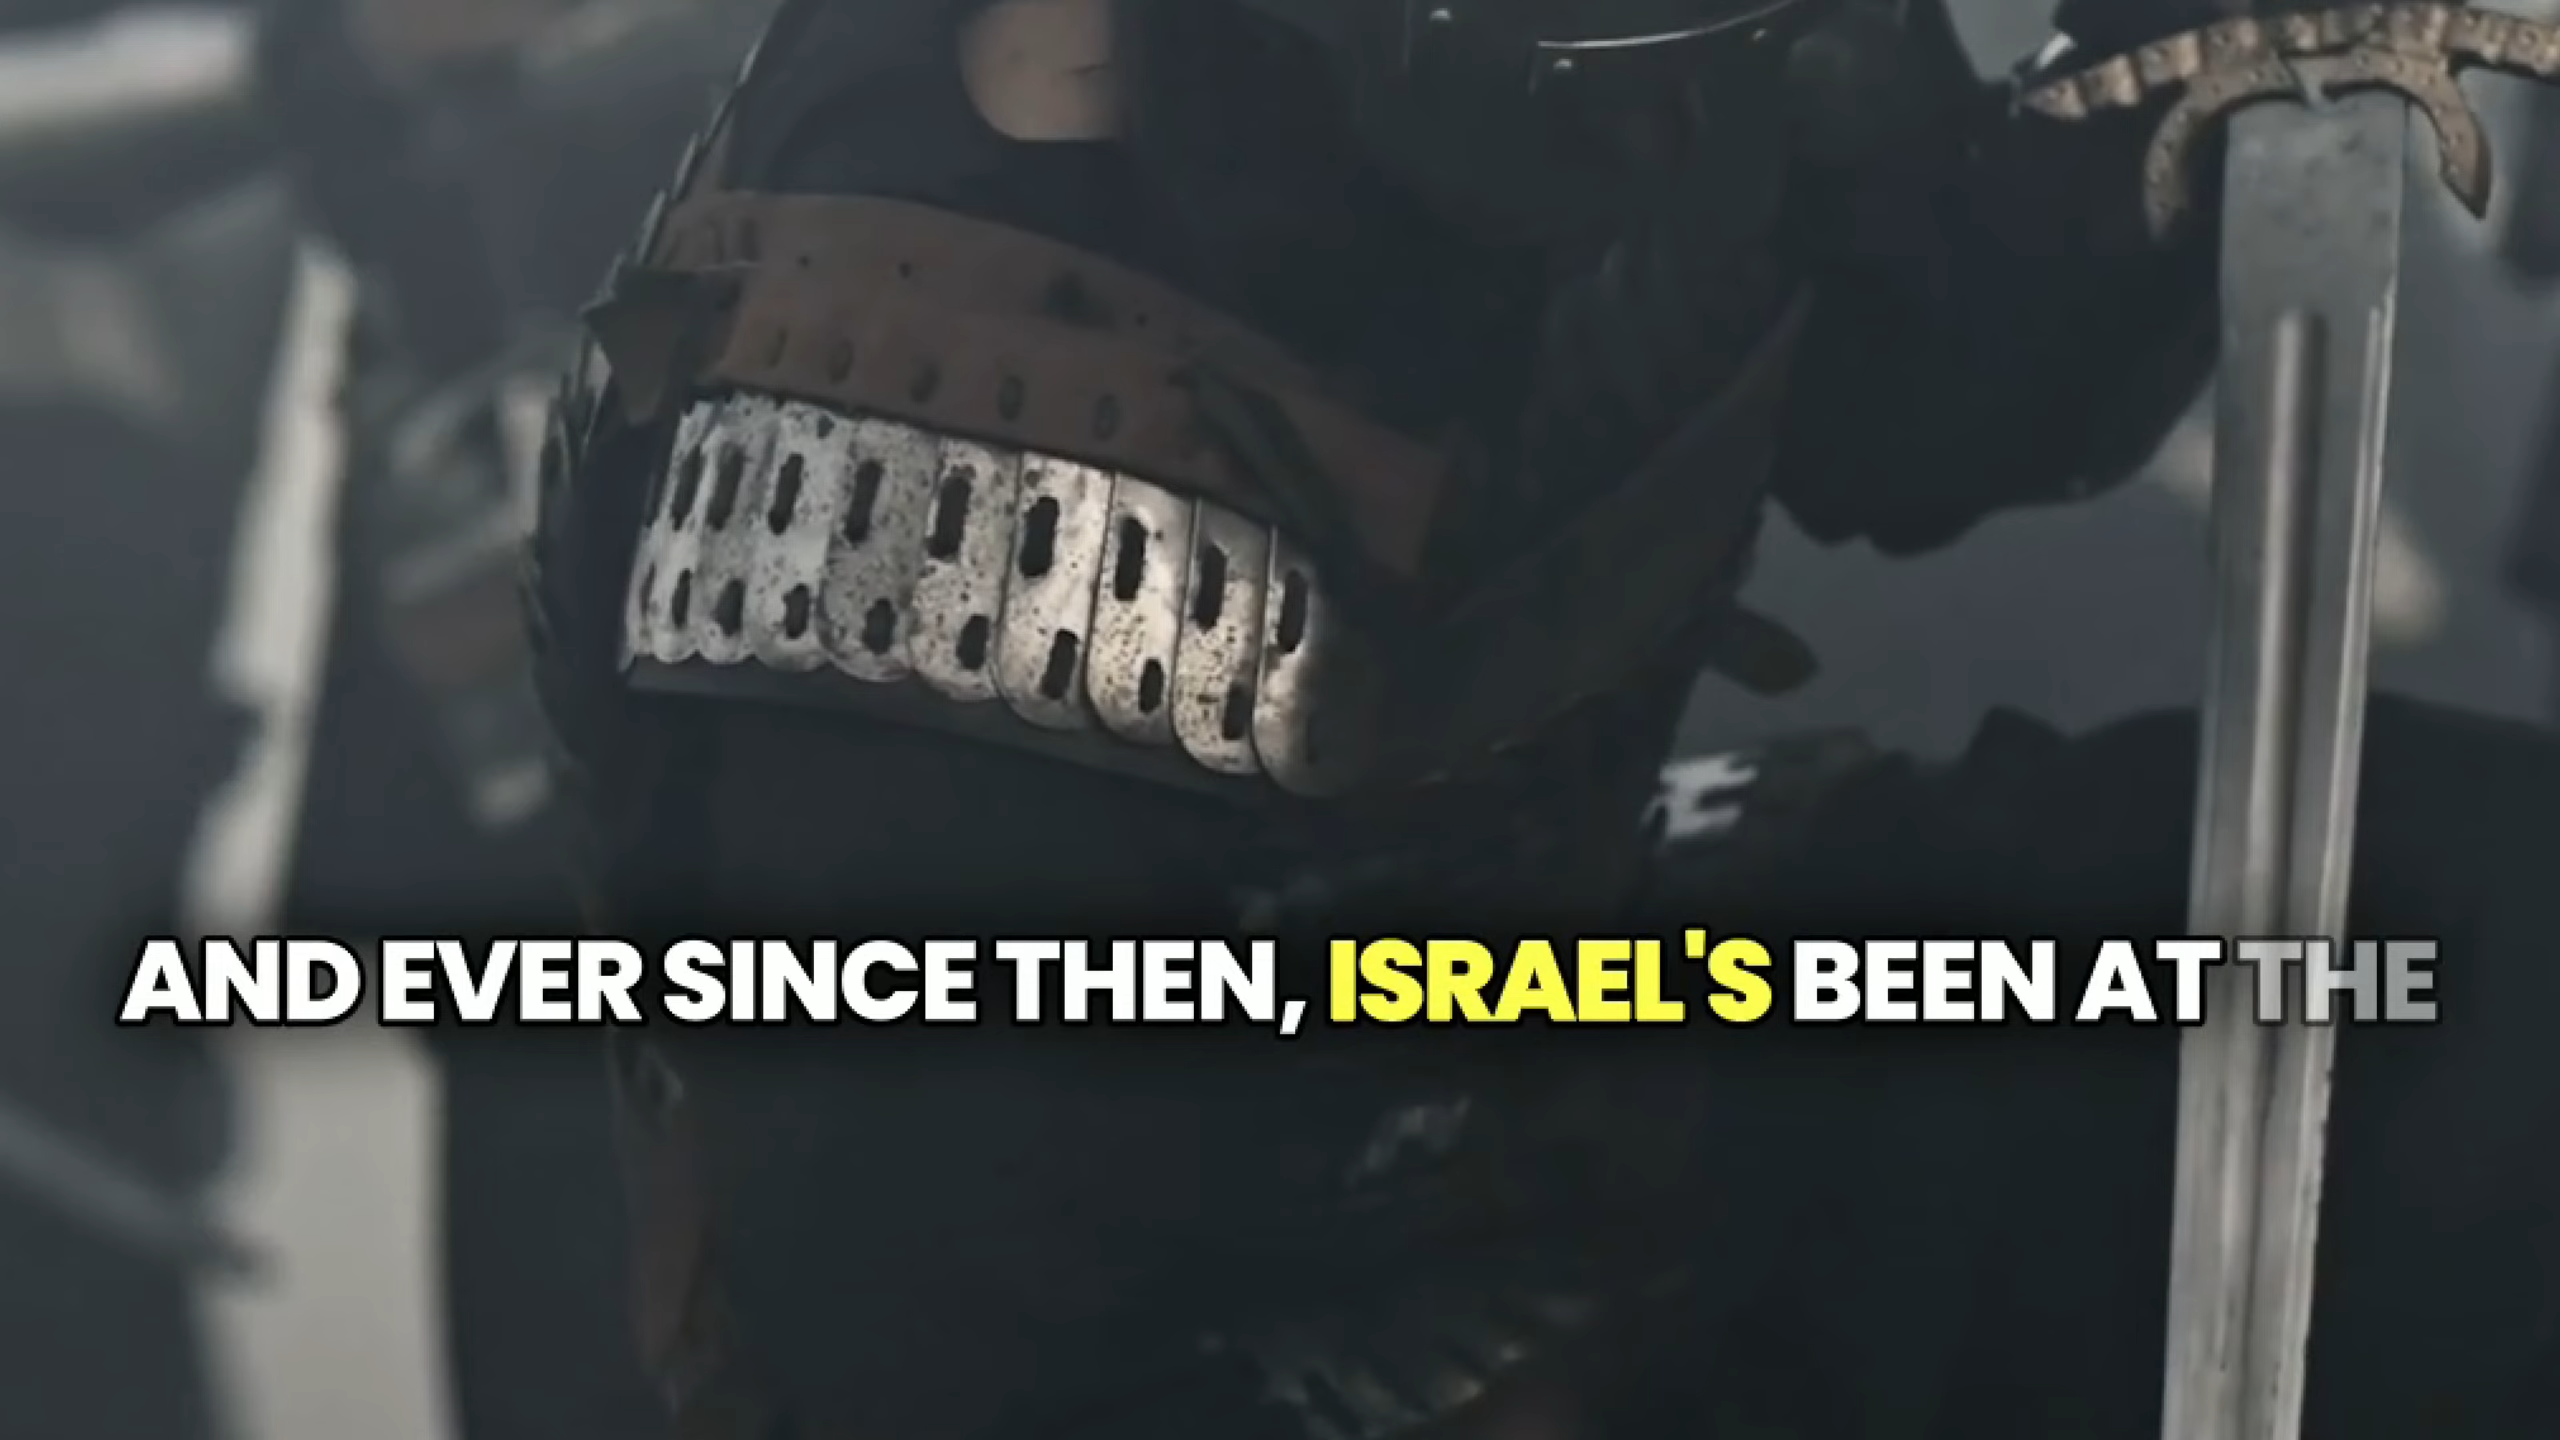 AND EVER SINCE THEN, ISRAEL'S BEEN AT THE